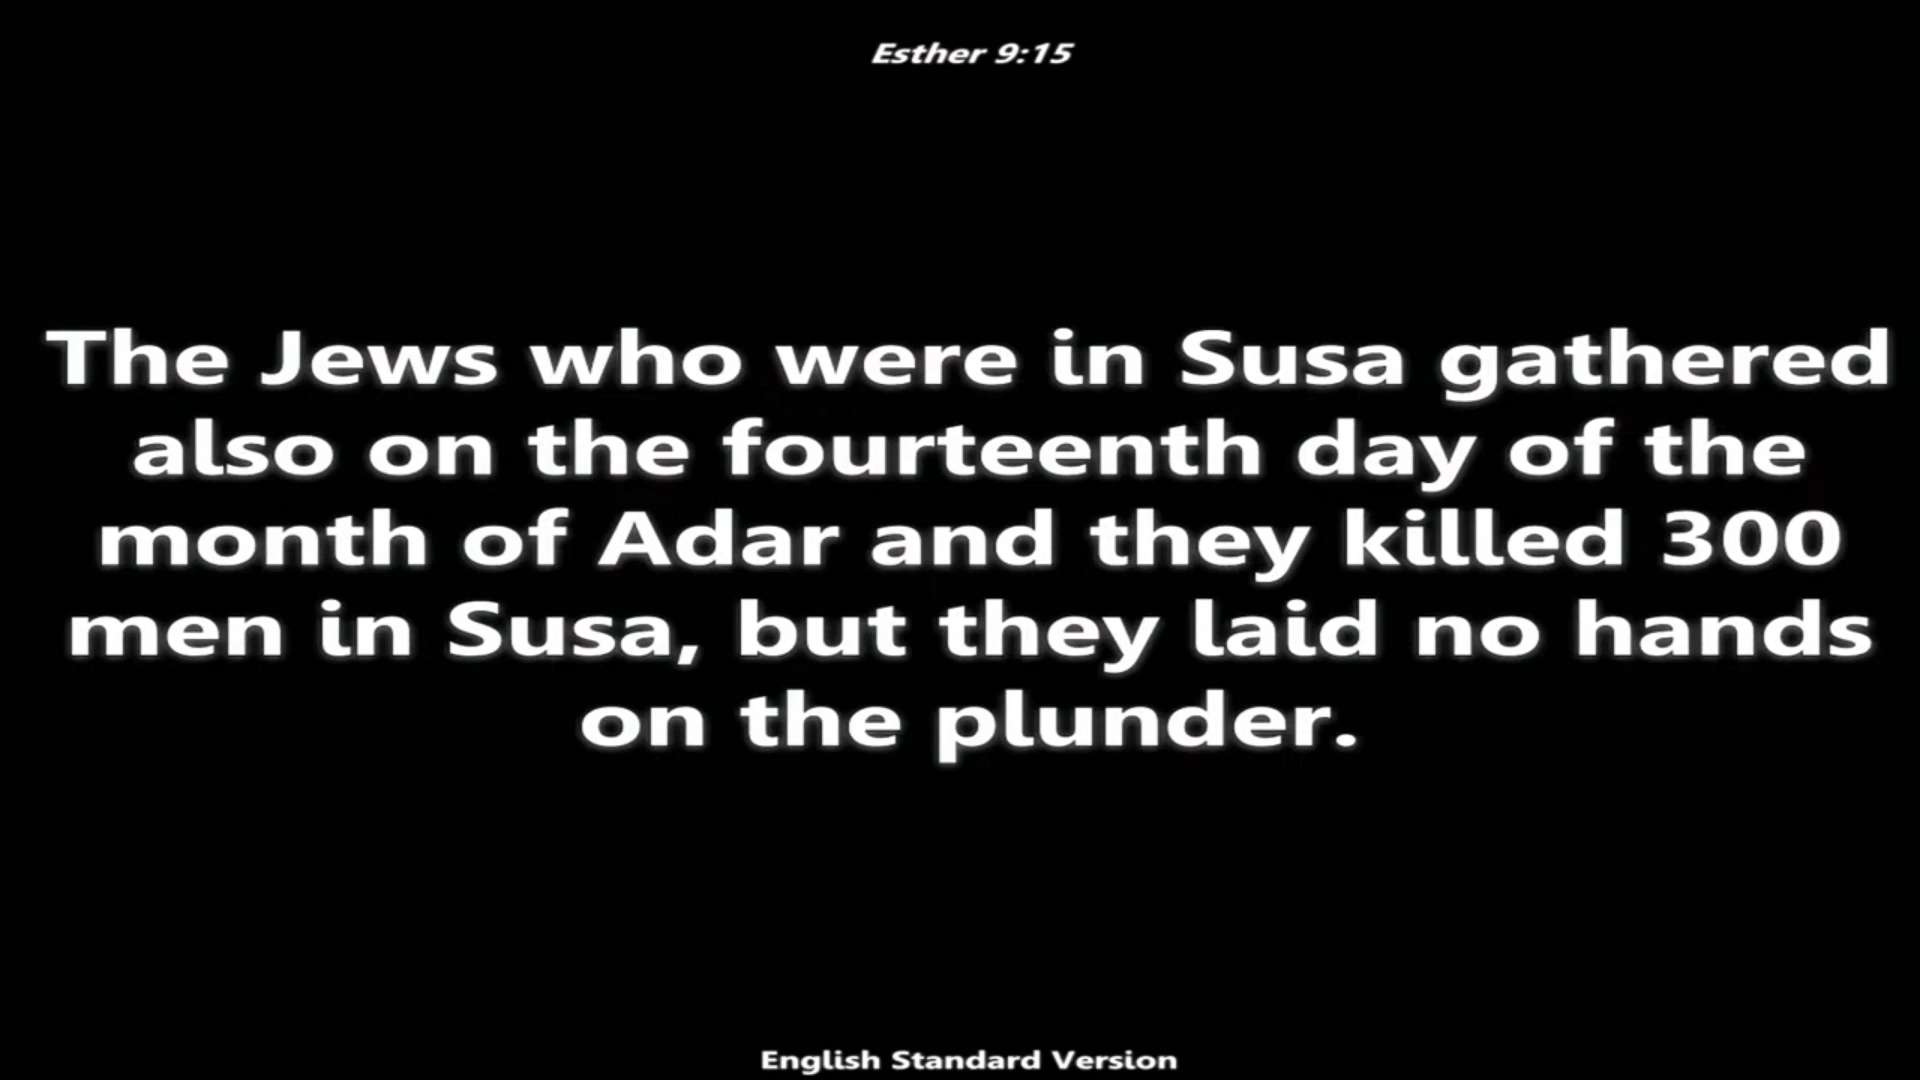 Esther 9:15
The Jews who were in Susa gathered
also on the fourteenth day of the
month of Adar and they killed 300
men in Susa, but they laid no hands
on the plunder.
English Standard Version